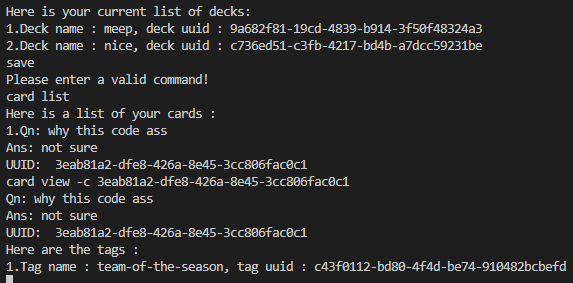 Here is your current list of decks:
1.Deck name : meep, deck uuid : 9a682f81-19cd-4839-b914-3f50f48324a3
2.Deck name : nice, deck uuid : c736ed51-c3fb-4217-bd4b-a7dcc59231be
save
Please enter a valid command!
card list
Here is a list of your cards :
1.Qn: why this code ass
Ans: not sure
UUID:  3eab81a2-dfe8-426a-8e45-3cc806fac0c1
card view -c 3eab81a2-dfe8-426a-8e45-3cc806fac0c1
Qn: why this code ass
Ans: not sure
UUID:  3eab81a2-dfe8-426a-8e45-3cc806fac0c1
Here are the tags :
1.Tag name : team-of-the-season, tag uuid : c43f0112-bd80-4f4d-be74-910482bcbefd